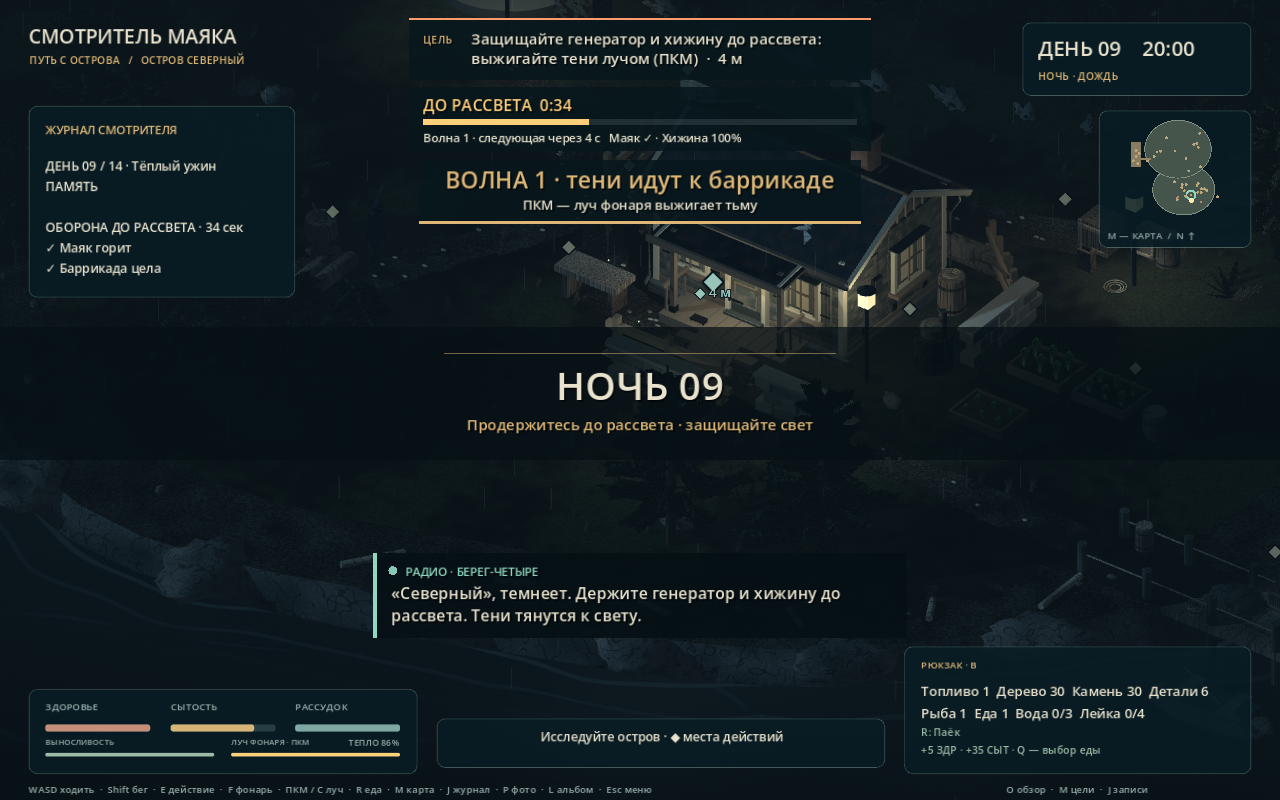 СМОТРИТЕЛЬ МАЯКА
ПУТЬ С ОСТРОВА / ОСТРОВ СЕВЕРНЫЙ
ЦЕЛЬ
Защищайте генератор и хижину до рассвета:
выжигайте тени лучом (ПКМ) · 4 м
ДЕНЬ 09 20:00
НОЧЬ · ДОЖДЬ
ДО РАССВЕТА 0:34
Волна 1 · следующая через 4 с Маяк ✓ · Хижина 100%
ВОЛНА 1 · тени идут к баррикаде
ПКМ — луч фонаря выжигает тьму
ЖУРНАЛ СМОТРИТЕЛЯ
ДЕНЬ 09 / 14 · Тёплый ужин
ПАМЯТЬ
ОБОРОНА ДО РАССВЕТА · 34 сек
✓ Маяк горит
✓ Баррикада цела
М — КАРТА / N ↑
4 м
НОЧЬ 09
Продержитесь до рассвета · защищайте свет
РАДИО · БЕРЕГ-ЧЕТЫРЕ
«Северный», темнеет. Держите генератор и хижину до
рассвета. Тени тянутся к свету.
ЗДОРОВЬЕ СЫТОСТЬ РАССУДОК
ВЫНОСЛИВОСТЬ ЛУЧ ФОНАРЯ · ПКМ ТЕПЛО 86%
Исследуйте остров · ◆ места действий
РЮКЗАК · В
Топливо 1 Дерево 30 Камень 30 Детали 6
Рыба 1 Еда 1 Вода 0/3 Лейка 0/4
R: Паёк
+5 ЗДР · +35 СЫТ · Q — выбор еды
WASD ходить · Shift бег · E действие · F фонарь · ПКМ / C луч · R еда · M карта · J журнал · P фото · L альбом · Esc меню
O обзор · M цели · J записи